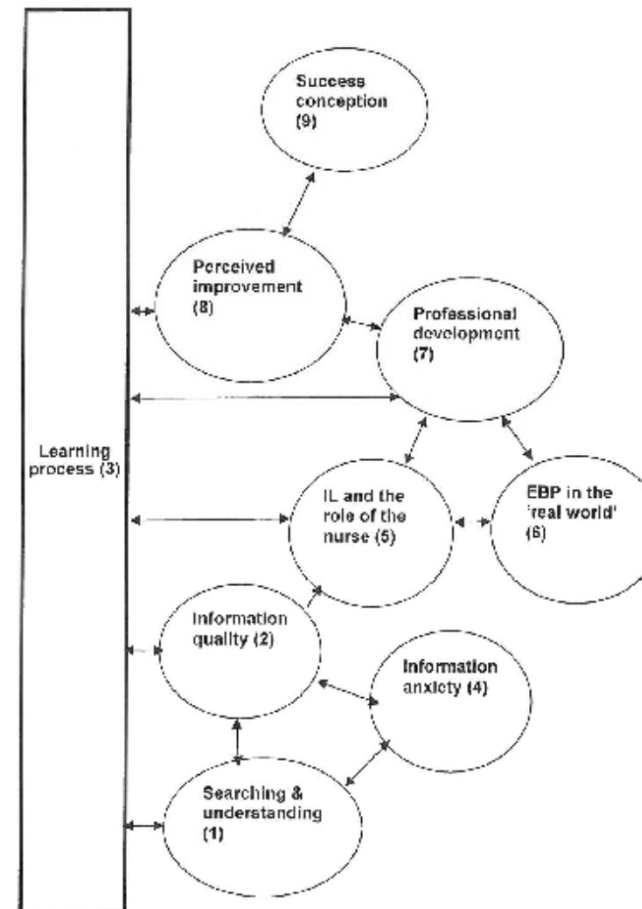 Success
conception
(9)
Perceived
improvement
(8)
Professional
development
(7)
Learning
process (3)
IL and the
role of the
nurse (5)
EBP in the
'real world'
(6)
Information
quality (2)
Information
anxiety (4)
Searching &
understanding
(1)